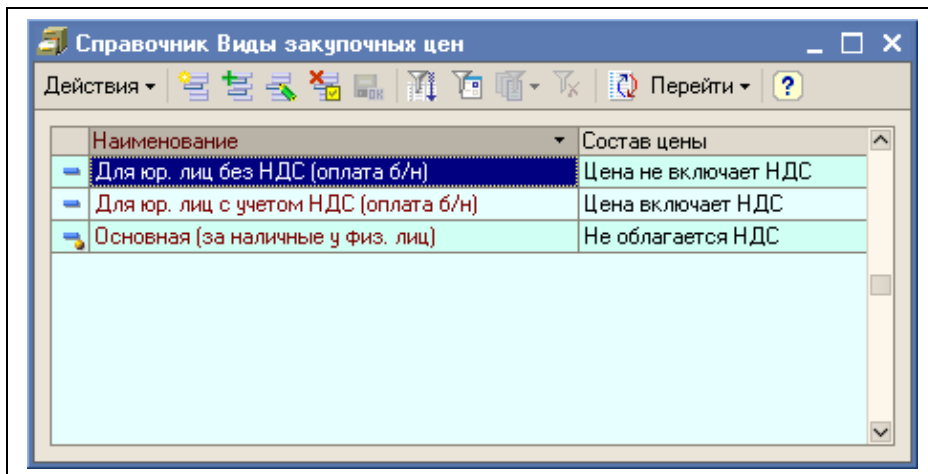 Справочник Виды закупочных цен
Действия Перейти ?
Наименование Состав цены
Для юр. лиц без НДС (оплата б/н) Цена не включает НДС
Для юр. лиц с учетом НДС (оплата б/н) Цена включает НДС
Основная (за наличные у физ. лиц) Не облагается НДС